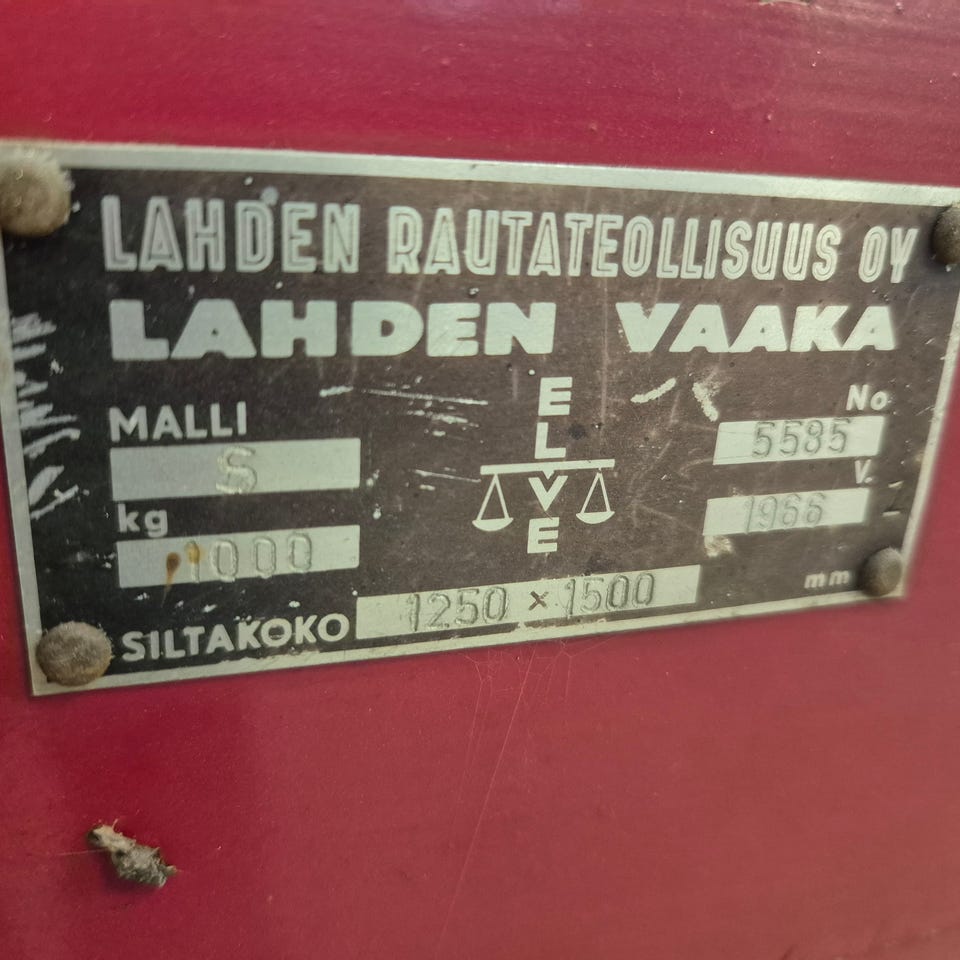 LAHDEN RAUTATEOLLISUUS OY
LAHDEN VAAKA
MALLI
S
kg
1000
ELVE
No
5585
V.
1966
SILTAKOKO 1250 x 1500 mm